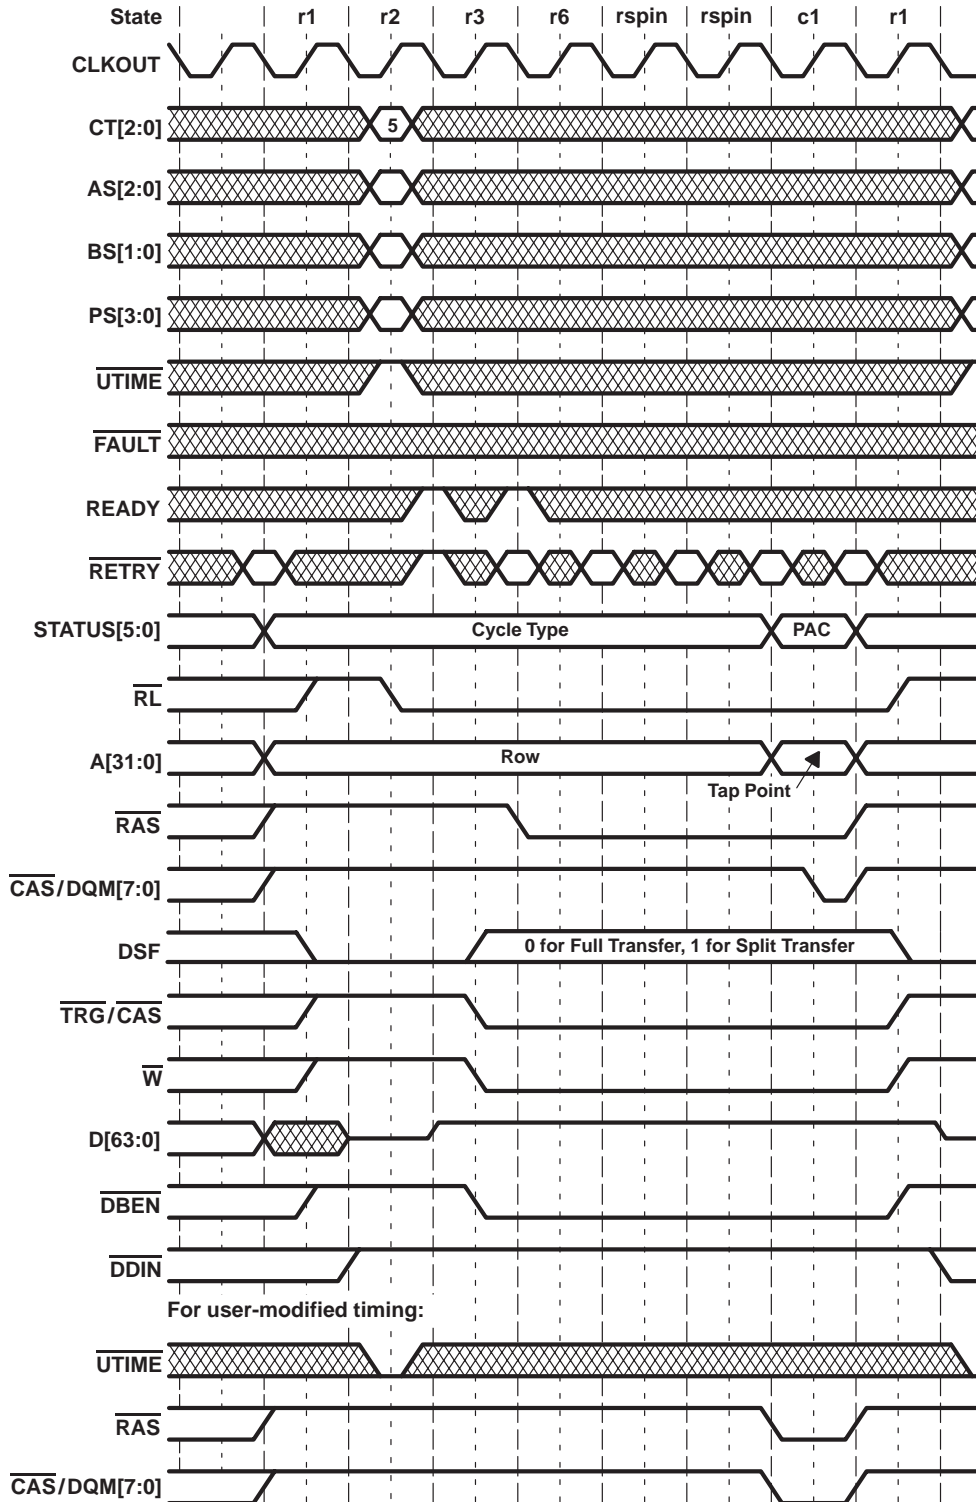 State r1 r2 r3 r6 rspin rspin c1 r1
CLKOUT
CT[2:0] 5
AS[2:0]
BS[1:0]
PS[3:0]
UTIME
FAULT
READY
RETRY
STATUS[5:0] Cycle Type PAC
RL
A[31:0] Row
Tap Point
RAS
CAS/DQM[7:0]
DSF 0 for Full Transfer, 1 for Split Transfer
TRG/CAS
W
D[63:0]
DBEN
DDIN
For user-modified timing:
UTIME
RAS
CAS/DQM[7:0]